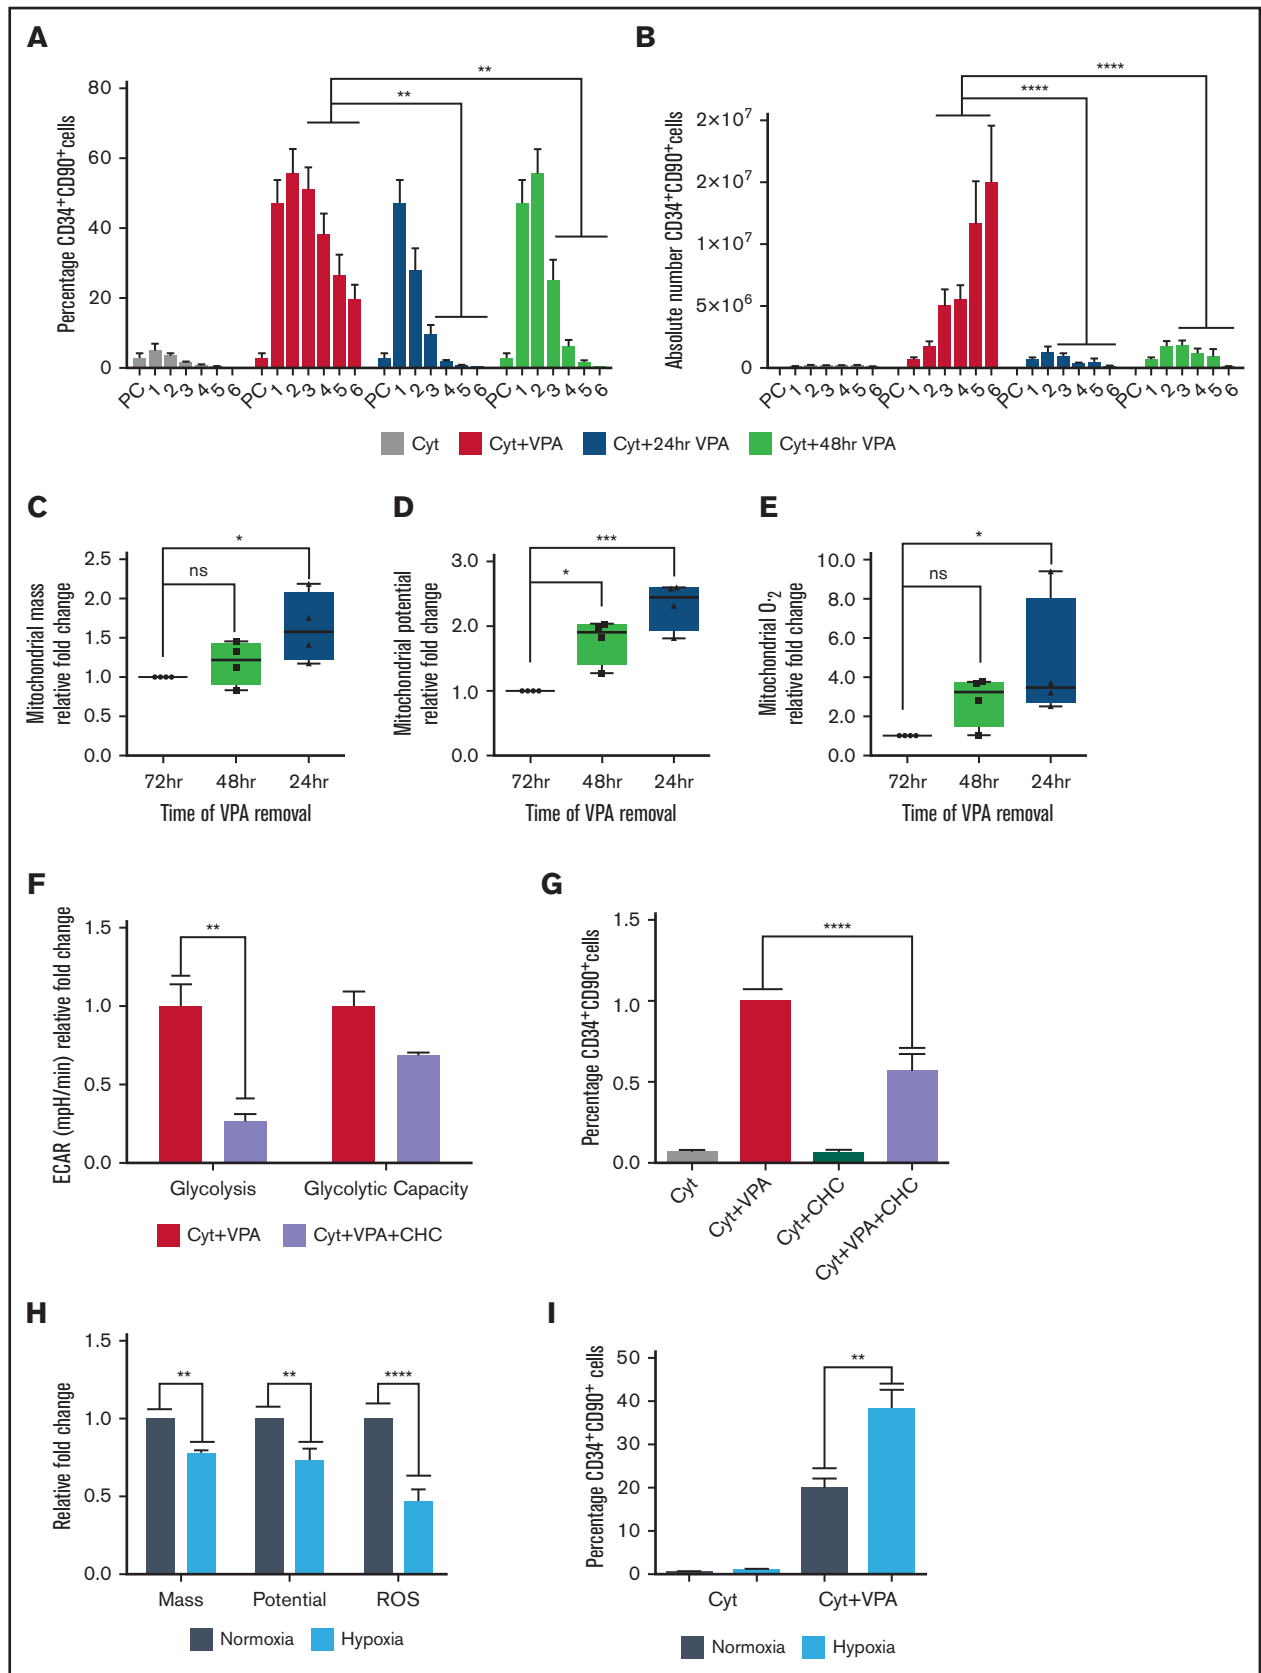 A
Percentage CD34+CD90+cells
80
60
40
20
0
**
**
PC 1 2 3 4 5 6 PC 1 2 3 4 5 6 PC 1 2 3 4 5 6 PC 1 2 3 4 5 6
B
Absolute number CD34+CD90+cells
2×10⁷
2×10⁷
1×10⁷
5×10⁶
0
****
****
PC 1 2 3 4 5 6 PC 1 2 3 4 5 6 PC 1 2 3 4 5 6 PC 1 2 3 4 5 6
Cyt Cyt+VPA Cyt+24hr VPA Cyt+48hr VPA
C
Mitochondrial mass
relative fold change
2.5
2.0
1.5
1.0
0.5
0.0
*
ns
72hr 48hr 24hr
Time of VPA removal
D
Mitochondrial potential
relative fold change
3.0
2.0
1.0
0.0
***
*
72hr 48hr 24hr
Time of VPA removal
E
Mitochondrial O·₂
relative fold change
10.0
8.0
6.0
4.0
2.0
0.0
*
ns
72hr 48hr 24hr
Time of VPA removal
F
ECAR (mpH/min) relative fold change
1.5
1.0
0.5
0.0
**
Glycolysis Glycolytic Capacity
Cyt+VPA Cyt+VPA+CHC
G
Percentage CD34+CD90+cells
1.5
1.0
0.5
0.0
****
Cyt Cyt+VPA Cyt+CHC Cyt+VPA+CHC
H
Relative fold change
1.5
1.0
0.5
0.0
** ** ****
Mass Potential ROS
Normoxia Hypoxia
I
Percentage CD34+CD90+ cells
50
40
30
20
10
0
**
Cyt Cyt+VPA
Normoxia Hypoxia